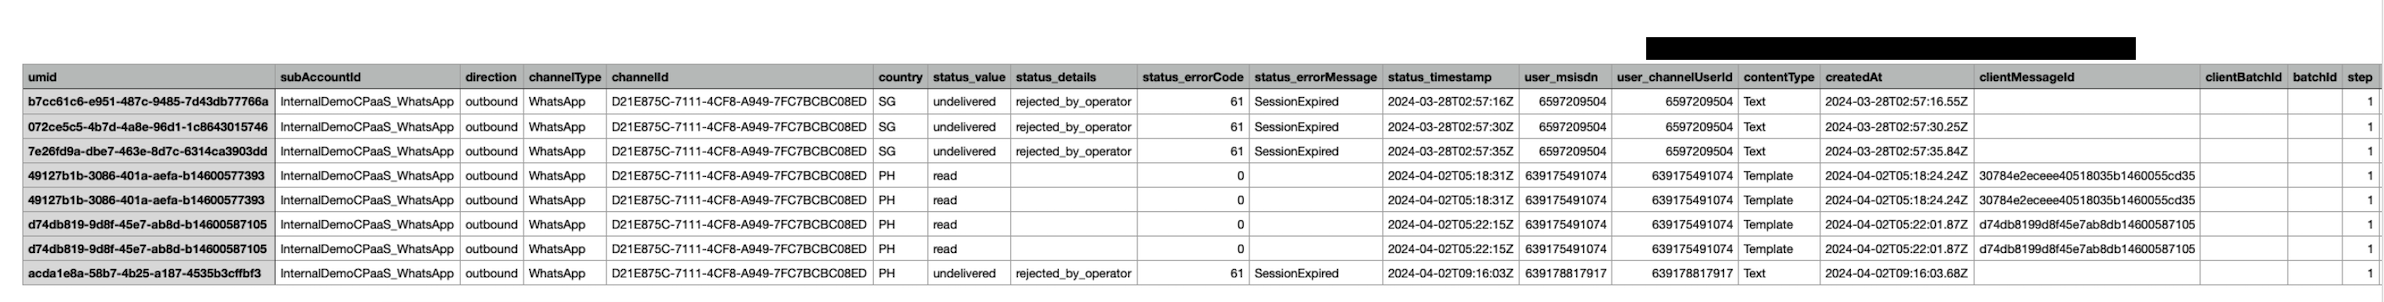 umid subAccountId direction channelType channelId country status_value status_details status_errorCode status_errorMessage status_timestamp user_msisdn user_channelUserId contentType createdAt clientMessageId clientBatchId batchId step
b7cc61c6-e951-487c-9485-7d43db77766a InternalDemoCPaaS_WhatsApp outbound WhatsApp D21E875C-7111-4CF8-A949-7FC7BCBC08ED SG undelivered rejected_by_operator 61 SessionExpired 2024-03-28T02:57:16Z 6597209504 6597209504 Text 2024-03-28T02:57:16.55Z 1
072ce5c5-4b7d-4a8e-96d1-1c8643015746 InternalDemoCPaaS_WhatsApp outbound WhatsApp D21E875C-7111-4CF8-A949-7FC7BCBC08ED SG undelivered rejected_by_operator 61 SessionExpired 2024-03-28T02:57:30Z 6597209504 6597209504 Text 2024-03-28T02:57:30.25Z 1
7e26fd9a-dbe7-463e-8d7c-6314ca3903dd InternalDemoCPaaS_WhatsApp outbound WhatsApp D21E875C-7111-4CF8-A949-7FC7BCBC08ED SG undelivered rejected_by_operator 61 SessionExpired 2024-03-28T02:57:35Z 6597209504 6597209504 Text 2024-03-28T02:57:35.84Z 1
49127b1b-3086-401a-aefa-b14600577393 InternalDemoCPaaS_WhatsApp outbound WhatsApp D21E875C-7111-4CF8-A949-7FC7BCBC08ED PH read 0 2024-04-02T05:18:31Z 639175491074 639175491074 Template 2024-04-02T05:18:24.24Z 30784e2eceee40518035b1460055cd35 1
49127b1b-3086-401a-aefa-b14600577393 InternalDemoCPaaS_WhatsApp outbound WhatsApp D21E875C-7111-4CF8-A949-7FC7BCBC08ED PH read 0 2024-04-02T05:18:31Z 639175491074 639175491074 Template 2024-04-02T05:18:24.24Z 30784e2eceee40518035b1460055cd35 1
d74db819-9d8f-45e7-ab8d-b14600587105 InternalDemoCPaaS_WhatsApp outbound WhatsApp D21E875C-7111-4CF8-A949-7FC7BCBC08ED PH read 0 2024-04-02T05:22:15Z 639175491074 639175491074 Template 2024-04-02T05:22:01.87Z d74db8199d8f45e7ab8db14600587105 1
d74db819-9d8f-45e7-ab8d-b14600587105 InternalDemoCPaaS_WhatsApp outbound WhatsApp D21E875C-7111-4CF8-A949-7FC7BCBC08ED PH read 0 2024-04-02T05:22:15Z 639175491074 639175491074 Template 2024-04-02T05:22:01.87Z d74db8199d8f45e7ab8db14600587105 1
acda1e8a-58b7-4b25-a187-4535b3cffbf3 InternalDemoCPaaS_WhatsApp outbound WhatsApp D21E875C-7111-4CF8-A949-7FC7BCBC08ED PH undelivered rejected_by_operator 61 SessionExpired 2024-04-02T09:16:03Z 639178817917 639178817917 Text 2024-04-02T09:16:03.68Z 1